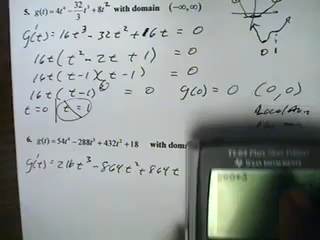 5. g(t) = 4t⁴ − 32/3 t³ + 8t² with domain (−∞, ∞)
g'(t) = 16t³ − 32t² + 16t = 0
16t(t² − 2t + 1) = 0
16t(t−1)(t−1) = 0
16t(t−1)² = 0 g(0) = 0 (0,0)
t=0 t=1
0 1
6. g(t) = 54t⁴ − 288t³ + 432t² + 18 with dom
g'(t) = 216t³ − 864t² + 864t
TI-84 Plus Silver Edition
TEXAS INSTRUMENTS